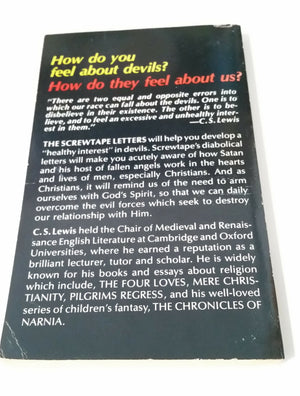 How do you
feel about devils?
How do they feel about us?
"There are two equal and opposite errors into
which our race can fall about the devils. One is to
disbelieve in their existence. The other is to be-
lieve, and to feel an excessive and unhealthy inter-
est in them."
—C. S. Lewis
THE SCREWTAPE LETTERS will help you develop a
"healthy interest" in devils. Screwtape's diabolical
letters will make you acutely aware of how Satan
and his host of fallen angels work in the hearts
and lives of men, especially Christians. And as
Christians, it will remind us of the need to arm
ourselves with God's Spirit, so that we can daily
overcome the evil forces which seek to destroy
our relationship with Him.
C. S. Lewis held the Chair of Medieval and Renais-
sance English Literature at Cambridge and Oxford
Universities, where he earned a reputation as a
brilliant lecturer, tutor and scholar. He is widely
known for his books and essays about religion
which include, THE FOUR LOVES, MERE CHRIS-
TIANITY, PILGRIMS REGRESS, and his well-loved
series of children's fantasy, THE CHRONICLES OF
NARNIA.